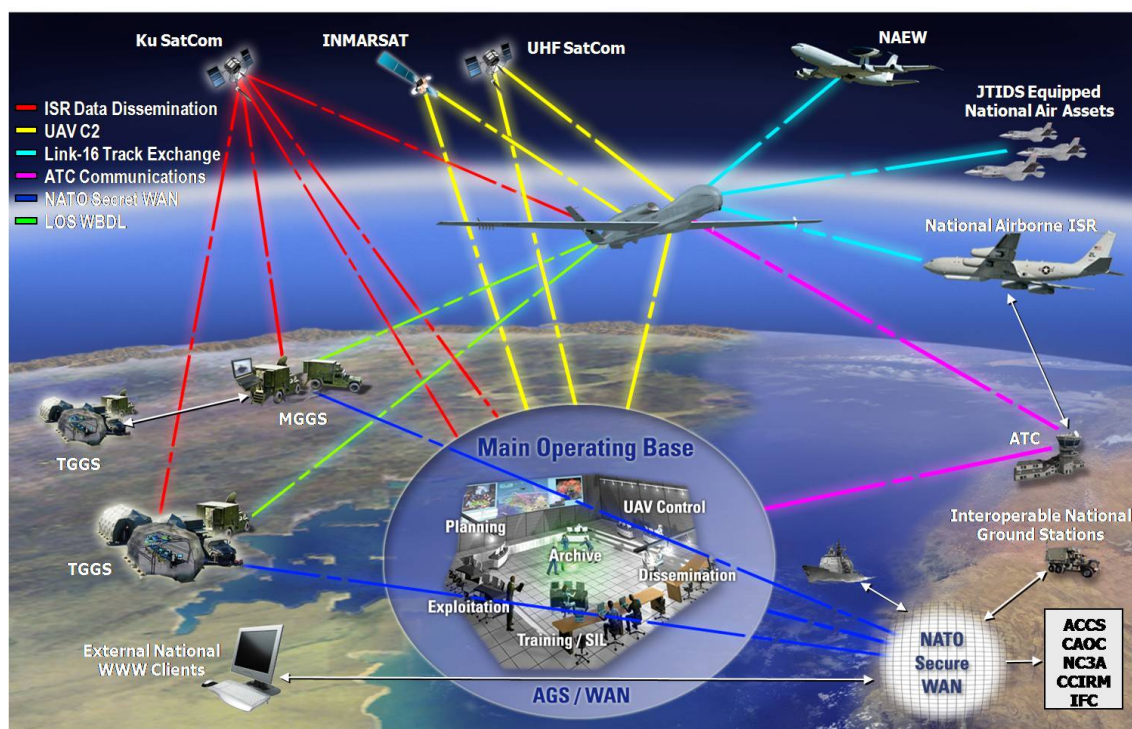 Ku SatCom
INMARSAT
UHF SatCom
NAEW
JTIDS Equipped
National Air Assets
ISR Data Dissemination
UAV C2
Link-16 Track Exchange
ATC Communications
NATO Secret WAN
LOS WBDL
National Airborne ISR
MGGS
TGGS
ATC
Main Operating Base
Planning
UAV Control
Archive
Dissemination
Exploitation
Training / SIL
AGS / WAN
TGGS
Interoperable National
Ground Stations
External National
WWW Clients
NATO
Secure
WAN
ACCS
CAOC
NC3A
CCIRM
IFC